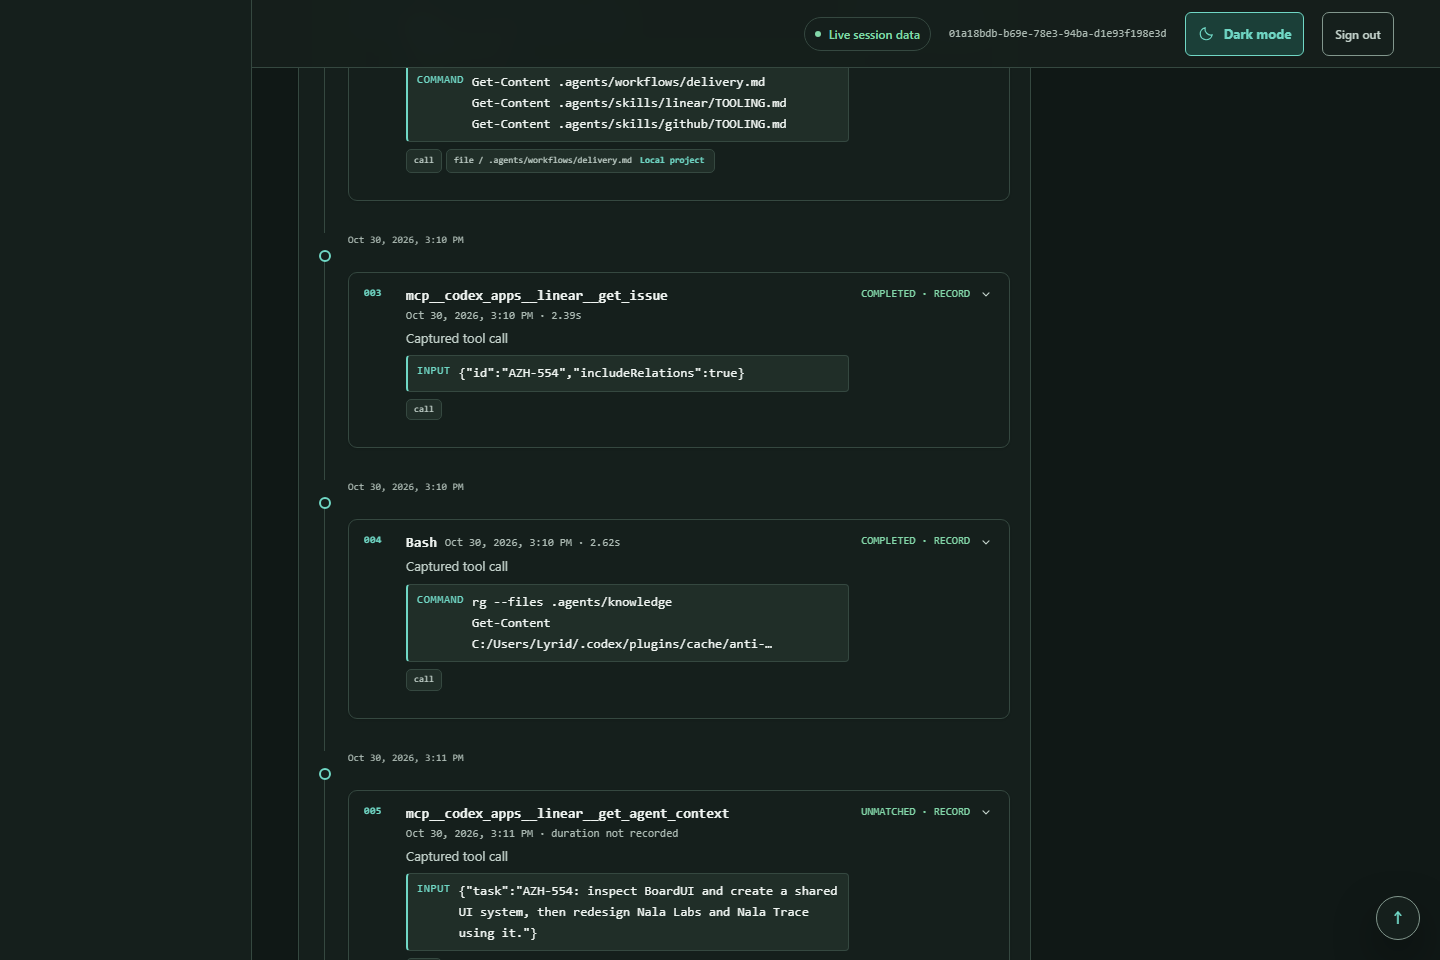 Live session data
01a18bdb-b69e-78e3-94ba-d1e93f198e3d
Dark mode
Sign out
COMMAND Get-Content .agents/workflows/delivery.md
Get-Content .agents/skills/linear/TOOLING.md
Get-Content .agents/skills/github/TOOLING.md
call
file / .agents/workflows/delivery.md Local project
Oct 30, 2026, 3:10 PM
003 mcp__codex_apps__linear__get_issue COMPLETED · RECORD
Oct 30, 2026, 3:10 PM · 2.39s
Captured tool call
INPUT {"id":"AZH-554","includeRelations":true}
call
Oct 30, 2026, 3:10 PM
004 Bash Oct 30, 2026, 3:10 PM · 2.62s COMPLETED · RECORD
Captured tool call
COMMAND rg --files .agents/knowledge
Get-Content
C:/Users/Lyrid/.codex/plugins/cache/anti-…
call
Oct 30, 2026, 3:11 PM
005 mcp__codex_apps__linear__get_agent_context UNMATCHED · RECORD
Oct 30, 2026, 3:11 PM · duration not recorded
Captured tool call
INPUT {"task":"AZH-554: inspect BoardUI and create a shared
UI system, then redesign Nala Labs and Nala Trace
using it."}